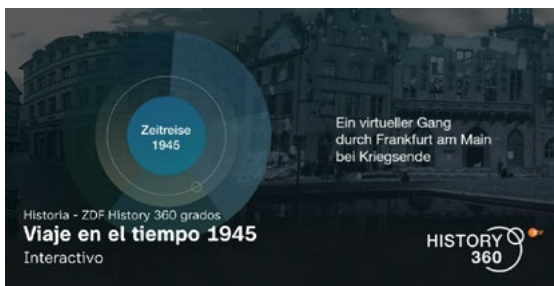 Zeitreise
1945
Ein virtueller Gang
durch Frankfurt am Main
bei Kriegsende
Historia - ZDF History 360 grados
Viaje en el tiempo 1945
Interactivo
HISTORY
360